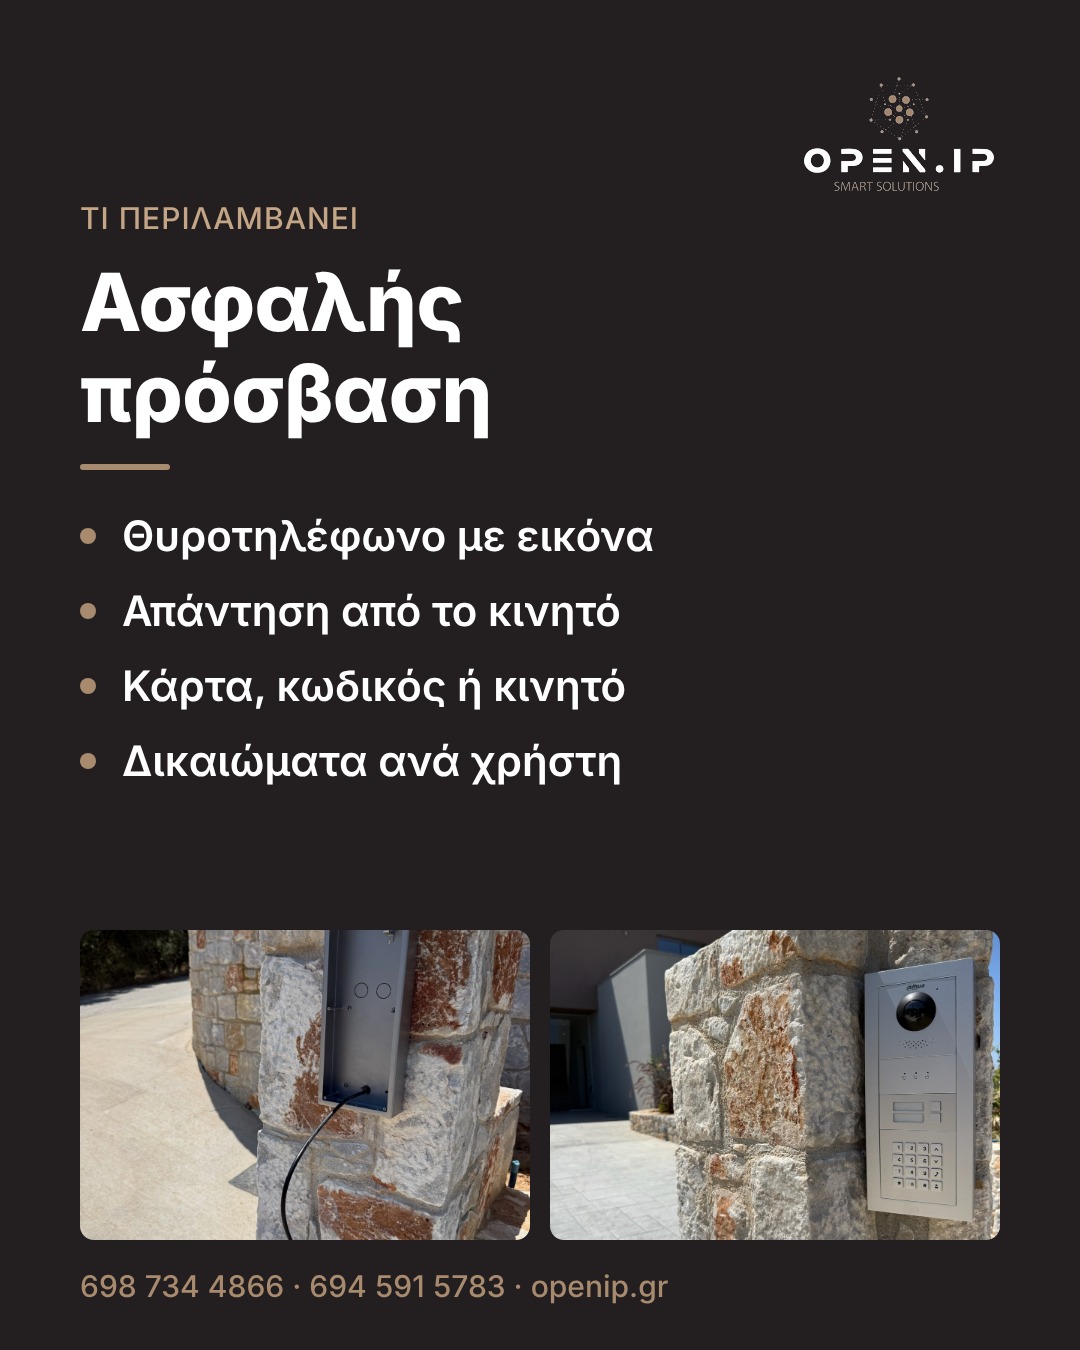 OPEN.IP
SMART SOLUTIONS
ΤΙ ΠΕΡΙΛΑΜΒΑΝΕΙ
Ασφαλής
πρόσβαση
Θυροτηλέφωνο με εικόνα
Απάντηση από το κινητό
Κάρτα, κωδικός ή κινητό
Δικαιώματα ανά χρήστη
alhua
698 734 4866 · 694 591 5783 · openip.gr